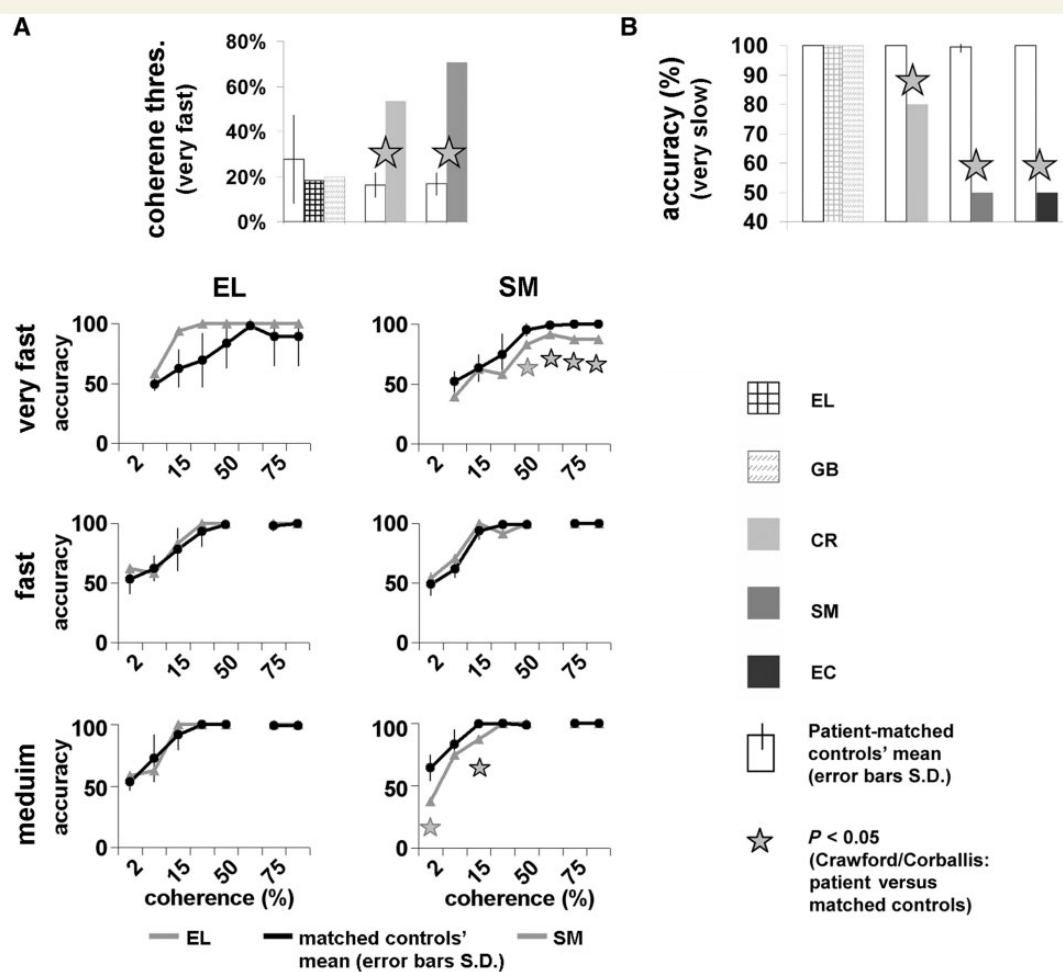 A
coherene thres.
(very fast)
80%
60%
40%
20%
0%
B
accuracy (%)
(very slow)
100
90
80
70
60
50
40
EL
SM
very fast
accuracy
100
50
0
2 15 50 75
100
50
0
2 15 50 75
fast
accuracy
100
50
0
2 15 50 75
100
50
0
2 15 50 75
meduim
accuracy
100
50
0
2 15 50 75
coherence (%)
100
50
0
2 15 50 75
coherence (%)
EL
matched controls'
mean (error bars S.D.)
SM
EL
GB
CR
SM
EC
Patient-matched
controls' mean
(error bars S.D.)
P < 0.05
(Crawford/Corballis:
patient versus
matched controls)